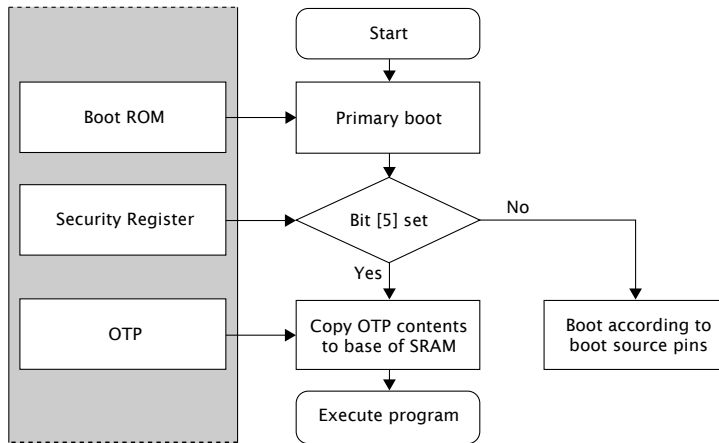 Start
Boot ROM
Primary boot
Security Register
Bit [5] set
No
Yes
OTP
Copy OTP contents
to base of SRAM
Boot according to
boot source pins
Execute program